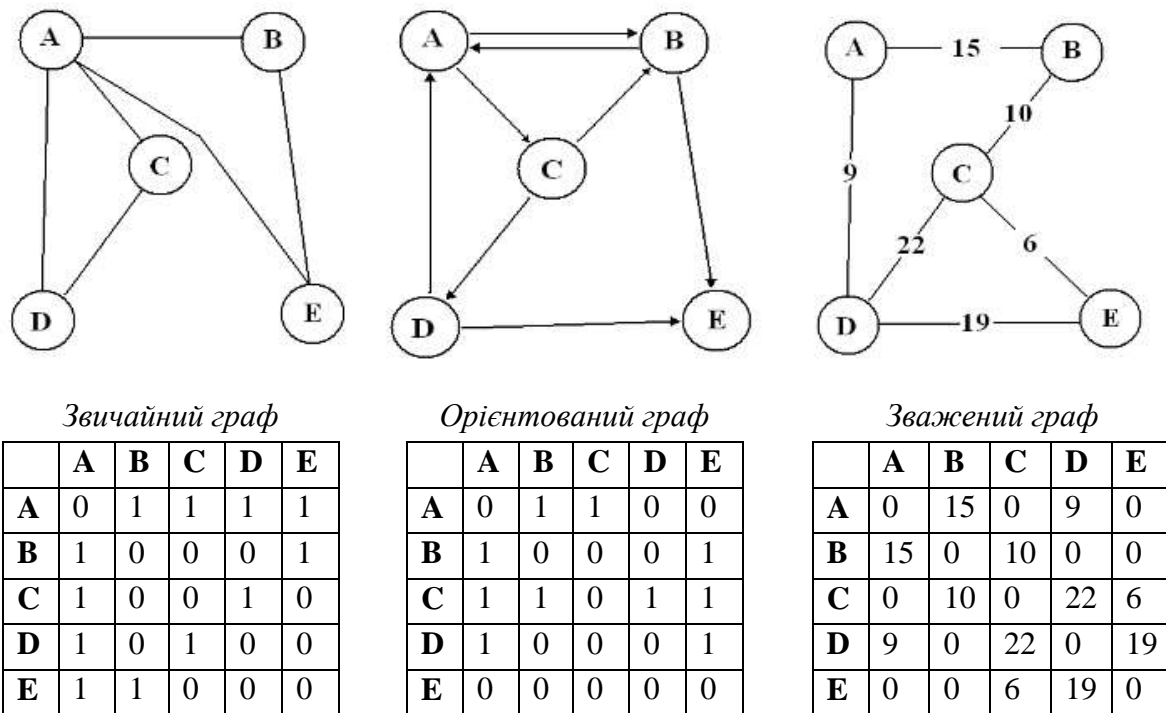 A B
C
D E
A B
C
D E
A 15 B
10
9 C
22 6
D 19 E
Звичайний граф
A B C D E
A 0 1 1 1 1
B 1 0 0 0 1
C 1 0 0 1 0
D 1 0 1 0 0
E 1 1 0 0 0
Орієнтований граф
A B C D E
A 0 1 1 0 0
B 1 0 0 0 1
C 1 1 0 1 1
D 1 0 0 0 1
E 0 0 0 0 0
Зважений граф
A B C D E
A 0 15 0 9 0
B 15 0 10 0 0
C 0 10 0 22 6
D 9 0 22 0 19
E 0 0 6 19 0